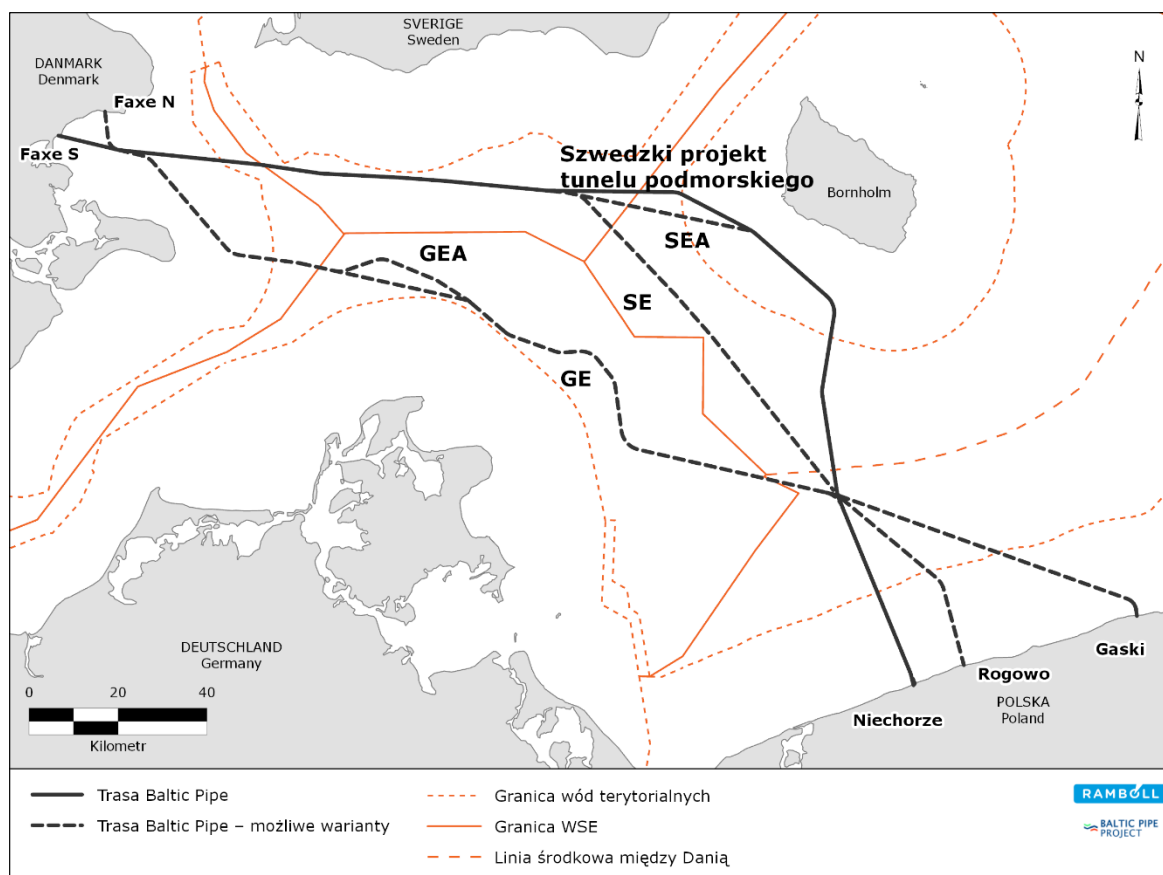 SVERIGE
Sweden
DANMARK
Denmark
N
Faxe N
Faxe S
Szwedzki projekt
tunelu podmorskiego
Bornholm
SEA
GEA
SE
GE
DEUTSCHLAND
Germany
Gaski
Rogowo
POLSKA
Poland
Niechorze
0 20 40
Kilometr
Trasa Baltic Pipe
Trasa Baltic Pipe – możliwe warianty
Granica wód terytorialnych
Granica WSE
Linia środkowa między Danią
RAMBOLL
BALTIC PIPE
PROJECT